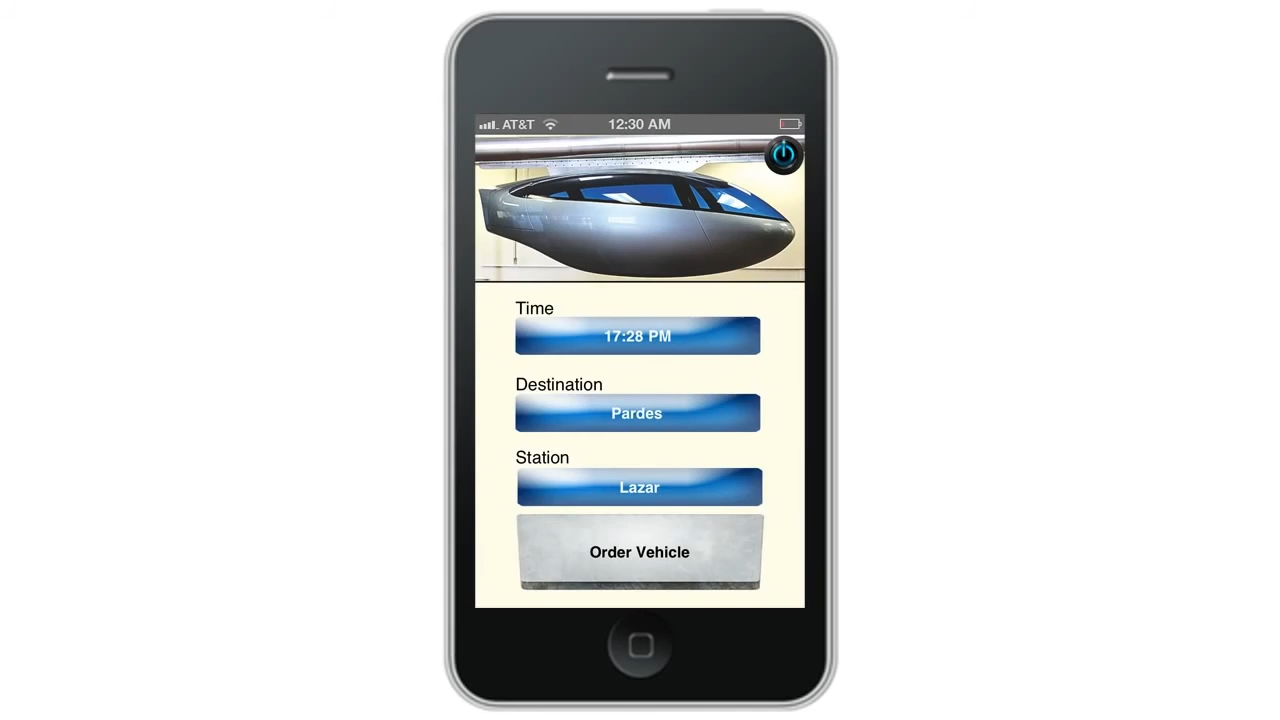 AT&T 12:30 AM
Time
17:28 PM
Destination
Pardes
Station
Lazar
Order Vehicle